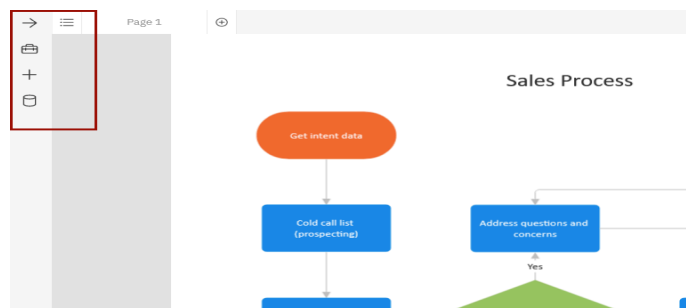 Page 1
Sales Process
Get intent data
Cold call list
(prospecting)
Address questions and
concerns
Yes